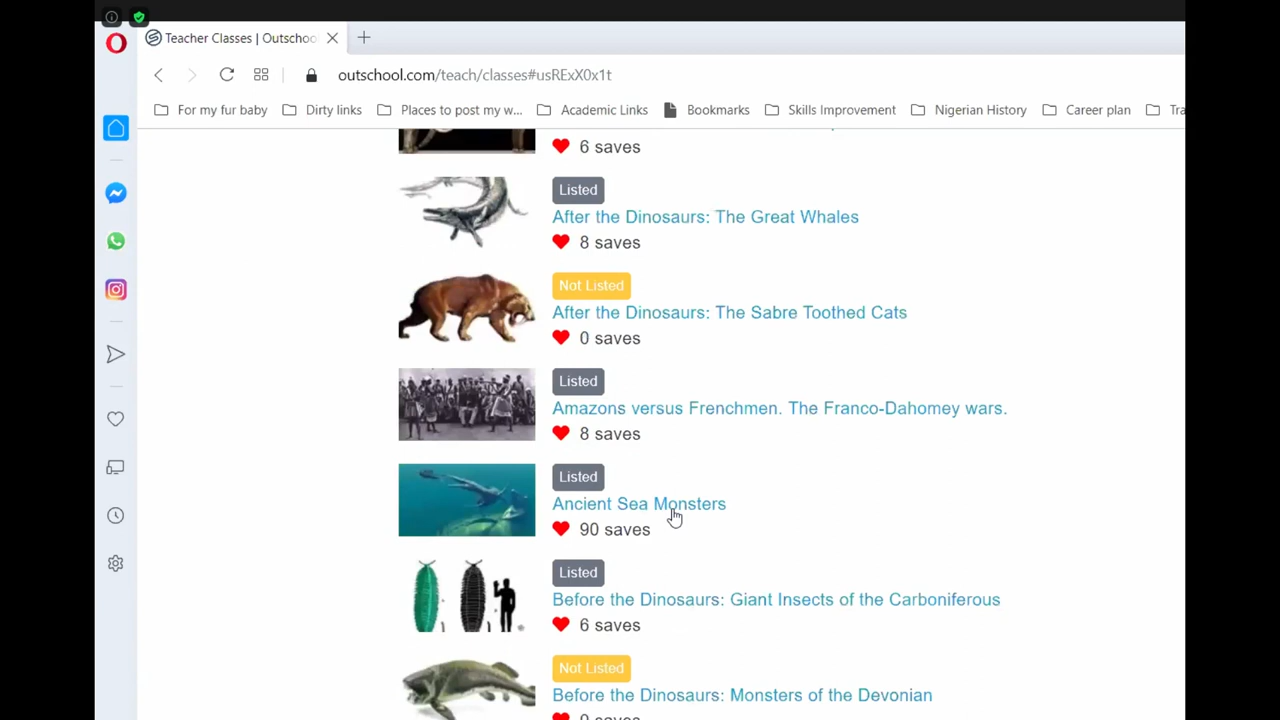 Teacher Classes | Outschoo
outschool.com/teach/classes#usRExX0x1t
For my fur baby Dirty links Places to post my w... Academic Links Bookmarks Skills Improvement Nigerian History Career plan Tra
6 saves
Listed
After the Dinosaurs: The Great Whales
8 saves
Not Listed
After the Dinosaurs: The Sabre Toothed Cats
0 saves
Listed
Amazons versus Frenchmen. The Franco-Dahomey wars.
8 saves
Listed
Ancient Sea Monsters
90 saves
Listed
Before the Dinosaurs: Giant Insects of the Carboniferous
6 saves
Not Listed
Before the Dinosaurs: Monsters of the Devonian
saves